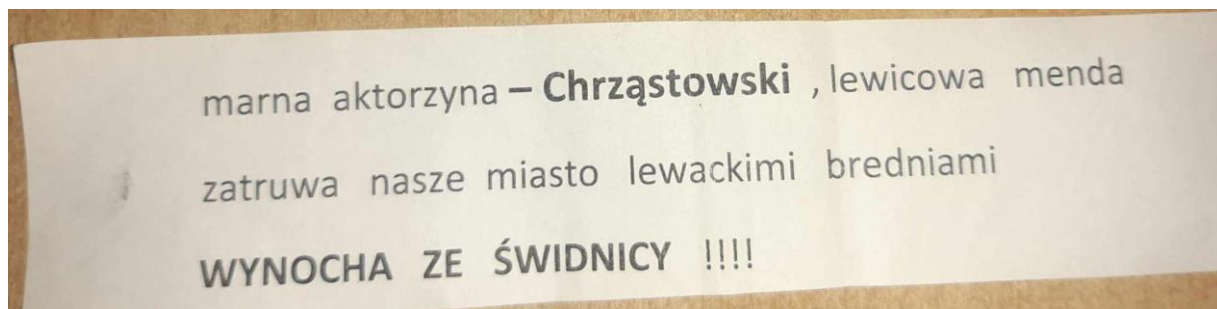 marna aktorzyna – Chrząstowski , lewicowa menda
zatruwa nasze miasto lewackimi bredniami
WYNOCHA ZE ŚWIDNICY !!!!